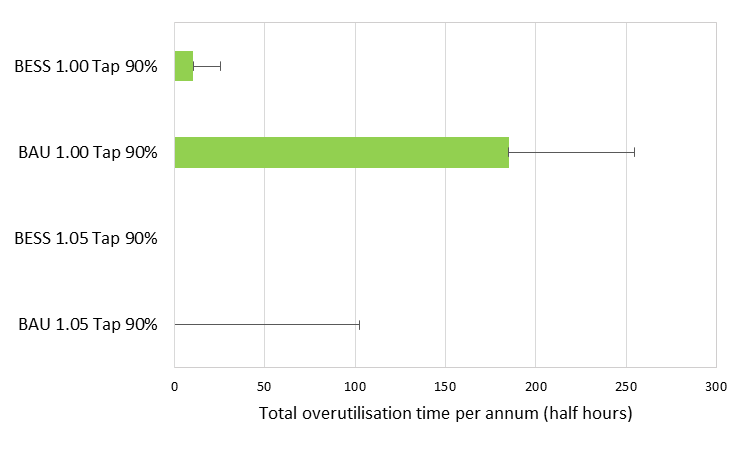 BESS 1.00 Tap 90%
BAU 1.00 Tap 90%
BESS 1.05 Tap 90%
BAU 1.05 Tap 90%
0 50 100 150 200 250 300
Total overutilisation time per annum (half hours)